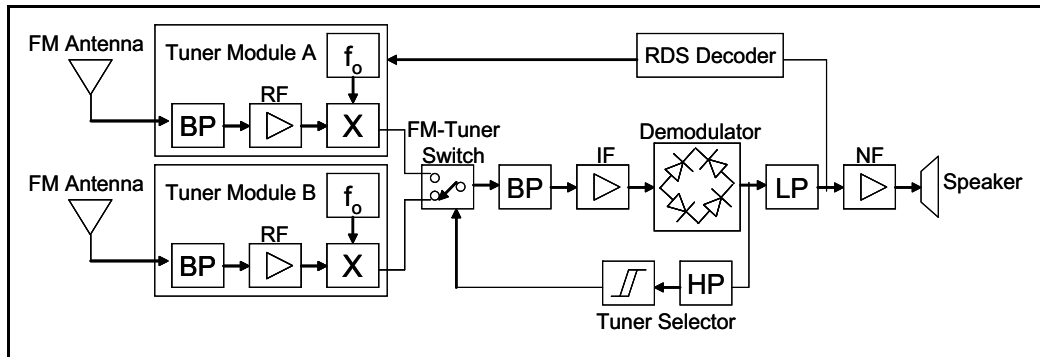 FM Antenna
Tuner Module A
fo
RF
BP
X
RDS Decoder
FM-Tuner
Switch
FM Antenna
Tuner Module B
fo
RF
BP
X
BP
IF
Demodulator
LP
NF
Speaker
HP
Tuner Selector